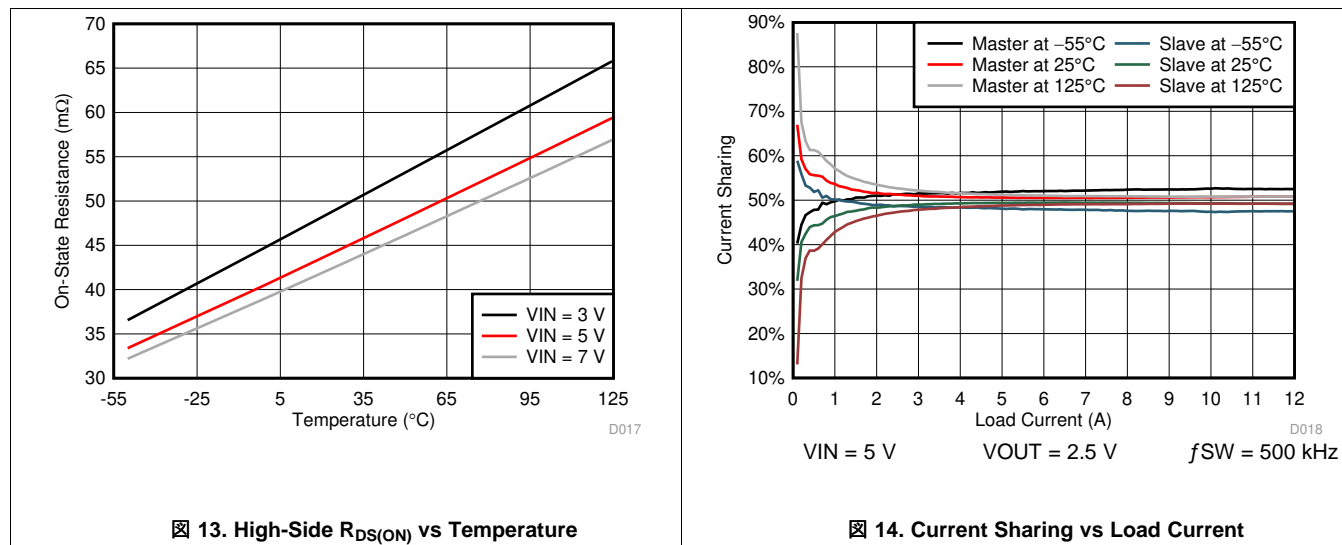 70
65
60
55
50
45
40
35
30
On-State Resistance (mΩ)
VIN = 3 V
VIN = 5 V
VIN = 7 V
-55 -25 5 35 65 95 125
Temperature (°C)
D017
図 13. High-Side RDS(ON) vs Temperature
90%
80%
70%
60%
50%
40%
30%
20%
10%
Current Sharing
Master at –55°C Slave at –55°C
Master at 25°C Slave at 25°C
Master at 125°C Slave at 125°C
0 1 2 3 4 5 6 7 8 9 10 11 12
Load Current (A)
D018
VIN = 5 V VOUT = 2.5 V ƒSW = 500 kHz
図 14. Current Sharing vs Load Current